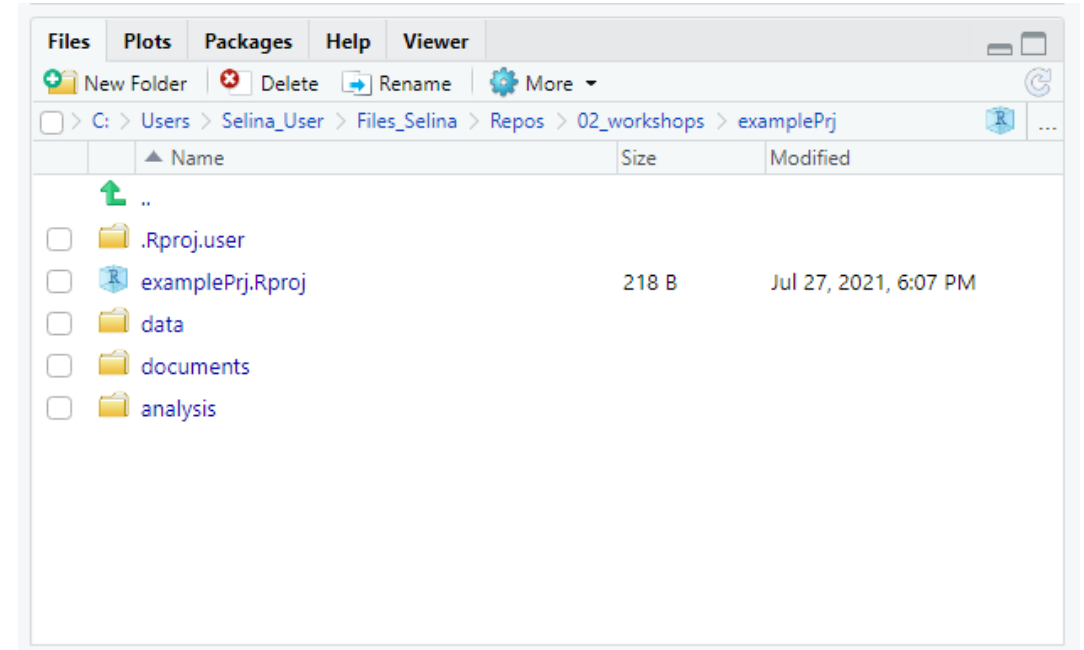 Files Plots Packages Help Viewer
New Folder Delete Rename More
C: > Users > Selina_User > Files_Selina > Repos > 02_workshops > examplePrj R ...
Name Size Modified
..
.Rproj.user
R examplePrj.Rproj 218 B Jul 27, 2021, 6:07 PM
data
documents
analysis